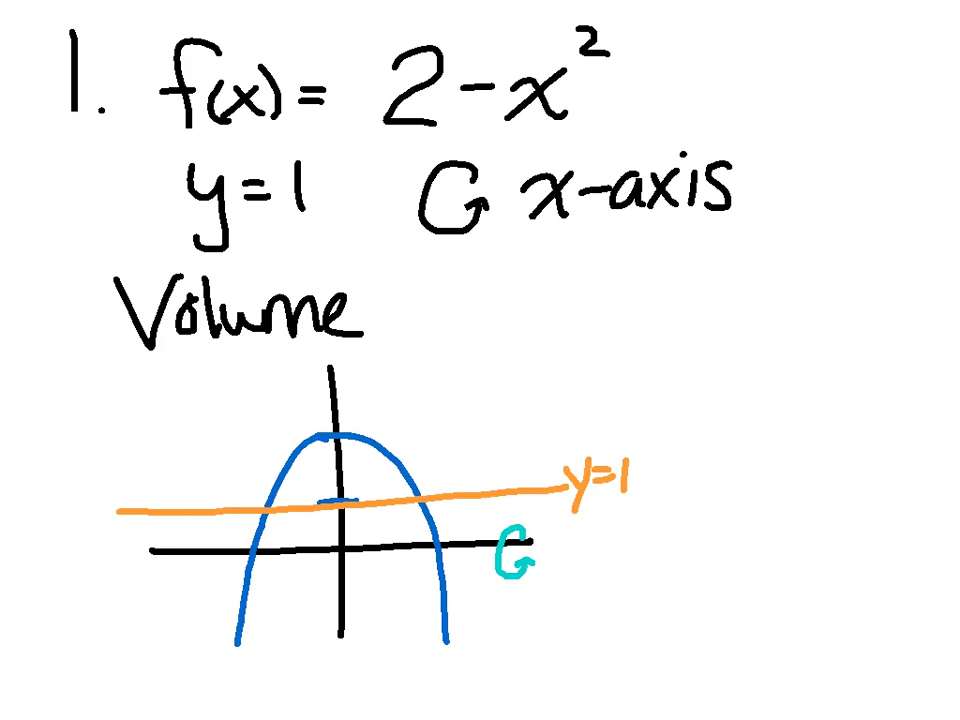 1. f(x) = 2 - x²
y = 1 x-axis
Volume
y=1